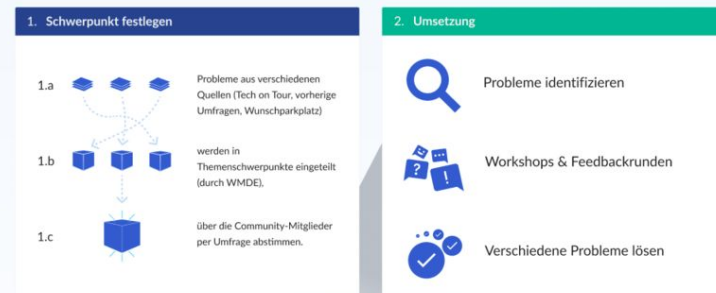 1. Schwerpunkt festlegen
1.a
Probleme aus verschiedenen
Quellen (Tech on Tour, vorherige
Umfragen, Wunschparkplatz)
1.b
werden in
Themenschwerpunkte eingeteilt
(durch WMDE),
1.c
über die Community-Mitglieder
per Umfrage abstimmen.
2. Umsetzung
Probleme identifizieren
? !
Workshops & Feedbackrunden
Verschiedene Probleme lösen